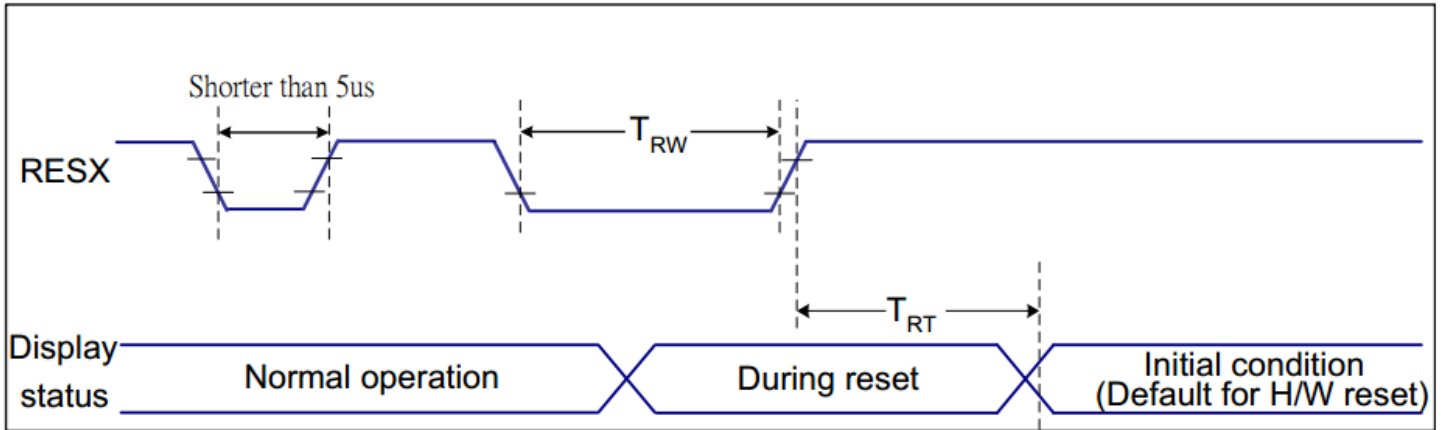 Shorter than 5us
RESX
TRW
TRT
Display
status
Normal operation
During reset
Initial condition
(Default for H/W reset)